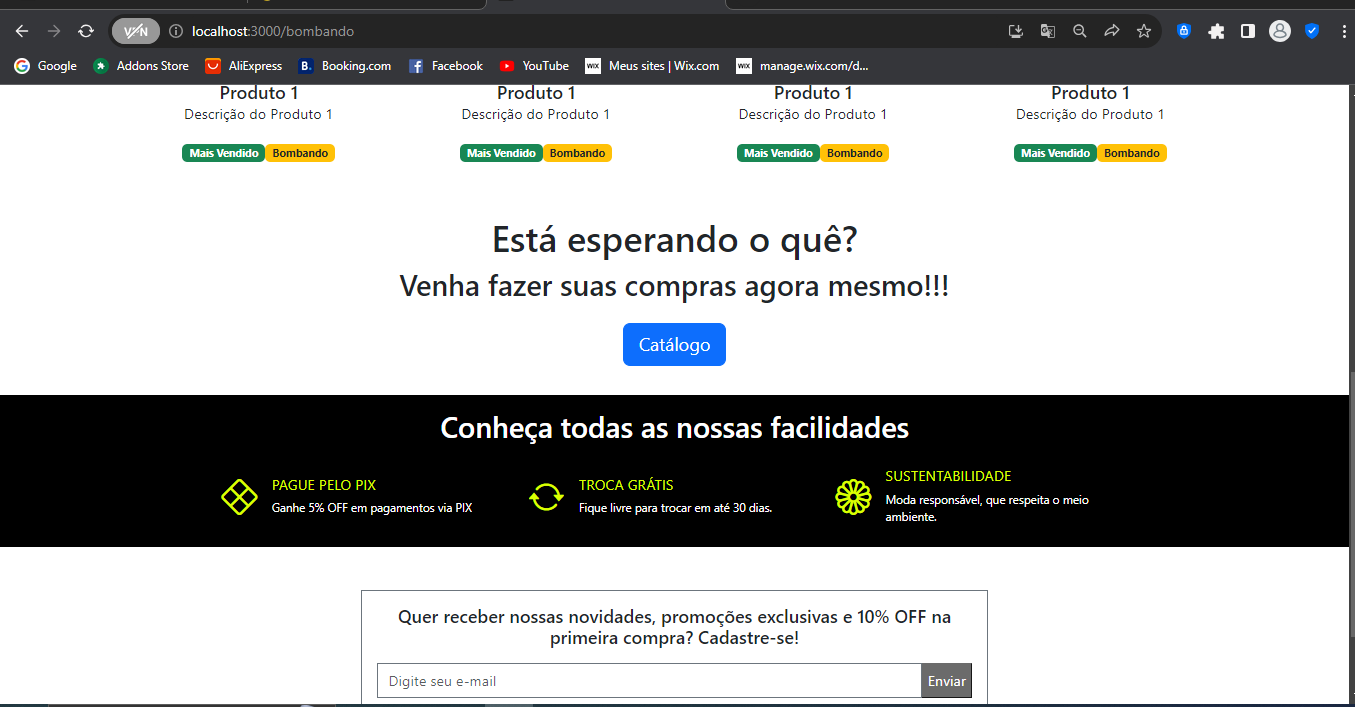 VPN
localhost:3000/bombando
Google Addons Store AliExpress B. Booking.com Facebook YouTube WIX Meus sites | Wix.com WIX manage.wix.com/d...
Produto 1 Produto 1 Produto 1 Produto 1
Descrição do Produto 1 Descrição do Produto 1 Descrição do Produto 1 Descrição do Produto 1
Mais Vendido Bombando Mais Vendido Bombando Mais Vendido Bombando Mais Vendido Bombando
Está esperando o quê?
Venha fazer suas compras agora mesmo!!!
Catálogo
Conheça todas as nossas facilidades
PAGUE PELO PIX
Ganhe 5% OFF em pagamentos via PIX
TROCA GRÁTIS
Fique livre para trocar em até 30 dias.
SUSTENTABILIDADE
Moda responsável, que respeita o meio
ambiente.
Quer receber nossas novidades, promoções exclusivas e 10% OFF na
primeira compra? Cadastre-se!
Digite seu e-mail Enviar